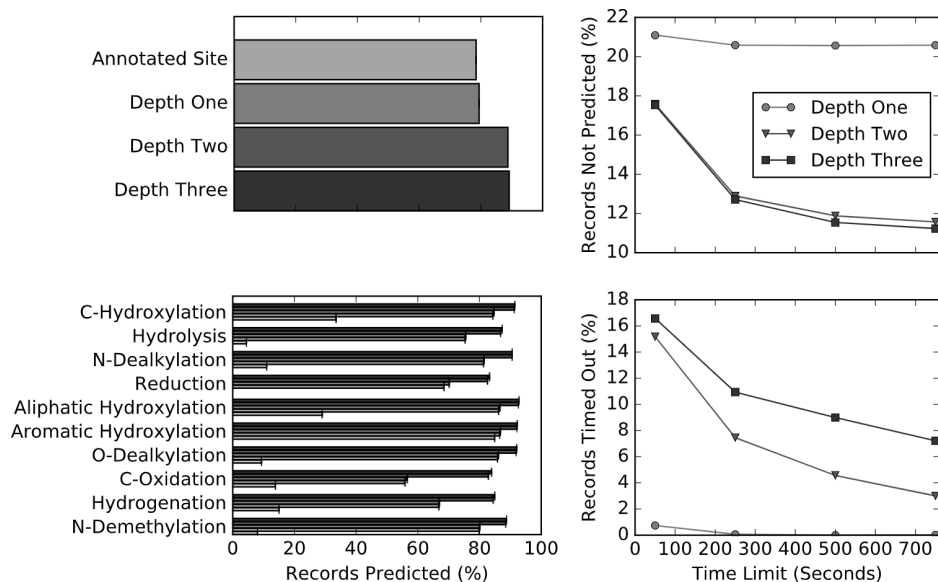 Annotated Site
Depth One
Depth Two
Depth Three
22
20
18
16
14
12
10
Records Not Predicted (%)
Depth One
Depth Two
Depth Three
C-Hydroxylation
Hydrolysis
N-Dealkylation
Reduction
Aliphatic Hydroxylation
Aromatic Hydroxylation
O-Dealkylation
C-Oxidation
Hydrogenation
N-Demethylation
0 20 40 60 80 100
Records Predicted (%)
18
16
14
12
10
8
6
4
2
0
Records Timed Out (%)
0 100 200 300 400 500 600 700
Time Limit (Seconds)